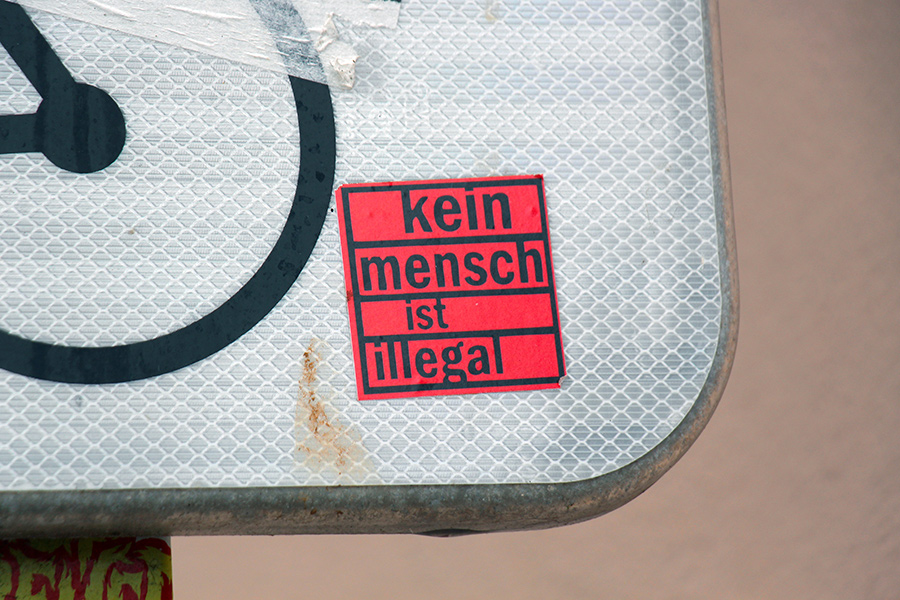 kein
mensch
ist
illegal